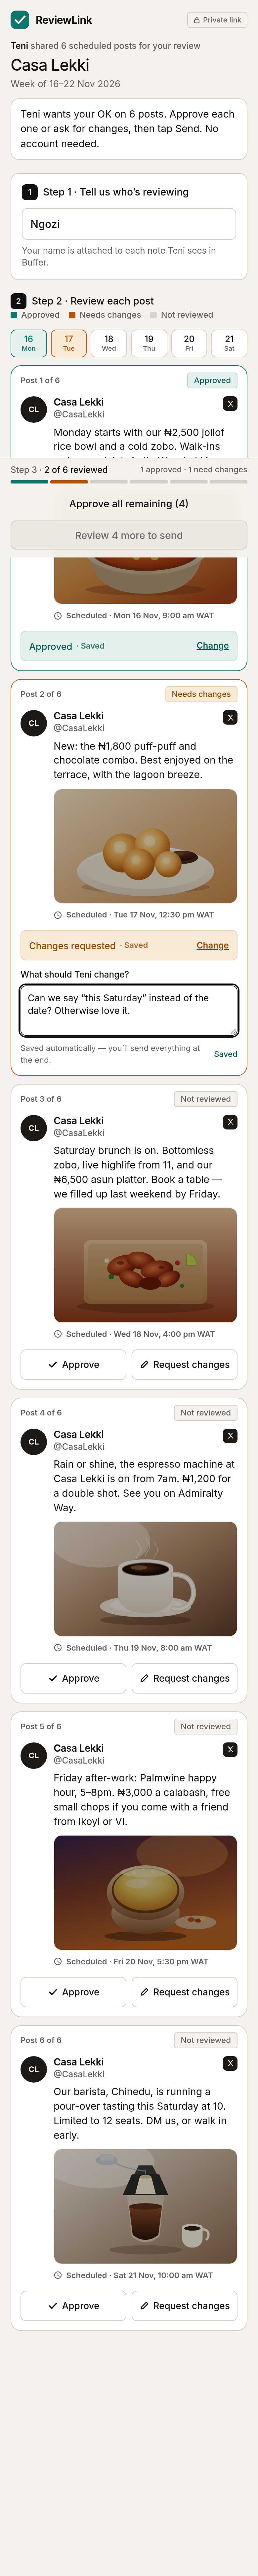 ReviewLink
Private link
Teni shared 6 scheduled posts for your review
Casa Lekki
Week of 16–22 Nov 2026
Teni wants your OK on 6 posts. Approve each
one or ask for changes, then tap Send. No
account needed.
1 Step 1 · Tell us who's reviewing
Ngozi
Your name is attached to each note Teni sees in
Buffer.
2 Step 2 · Review each post
Approved Needs changes Not reviewed
16 17 18 19 20 21
Mon Tue Wed Thu Fri Sat
Post 1 of 6 Approved
CL Casa Lekki X
@CasaLekki
Monday starts with our ₦2,500 jollof
rice bowl and a cold zobo. Walk-ins
Step 3 · 2 of 6 reviewed 1 approved · 1 need changes
Approve all remaining (4)
Review 4 more to send
Scheduled · Mon 16 Nov, 9:00 am WAT
Approved · Saved Change
Post 2 of 6 Needs changes
CL Casa Lekki X
@CasaLekki
New: the ₦1,800 puff-puff and
chocolate combo. Best enjoyed on the
terrace, with the lagoon breeze.
Scheduled · Tue 17 Nov, 12:30 pm WAT
Changes requested · Saved Change
What should Teni change?
Can we say “this Saturday” instead of the
date? Otherwise love it.
Saved automatically — you'll send everything at
the end.
Saved
Post 3 of 6 Not reviewed
CL Casa Lekki X
@CasaLekki
Saturday brunch is on. Bottomless
zobo, live highlife from 11, and our
₦6,500 asun platter. Book a table —
we filled up last weekend by Friday.
Scheduled · Wed 18 Nov, 4:00 pm WAT
Approve Request changes
Post 4 of 6 Not reviewed
CL Casa Lekki X
@CasaLekki
Rain or shine, the espresso machine at
Casa Lekki is on from 7am. ₦1,200 for
a double shot. See you on Admiralty
Way.
Scheduled · Thu 19 Nov, 8:00 am WAT
Approve Request changes
Post 5 of 6 Not reviewed
CL Casa Lekki X
@CasaLekki
Friday after-work: Palmwine happy
hour, 5–8pm. ₦3,000 a calabash, free
small chops if you come with a friend
from Ikoyi or VI.
Scheduled · Fri 20 Nov, 5:30 pm WAT
Approve Request changes
Post 6 of 6 Not reviewed
CL Casa Lekki X
@CasaLekki
Our barista, Chinedu, is running a
pour-over tasting this Saturday at 10.
Limited to 12 seats. DM us, or walk in
early.
Scheduled · Sat 21 Nov, 10:00 am WAT
Approve Request changes